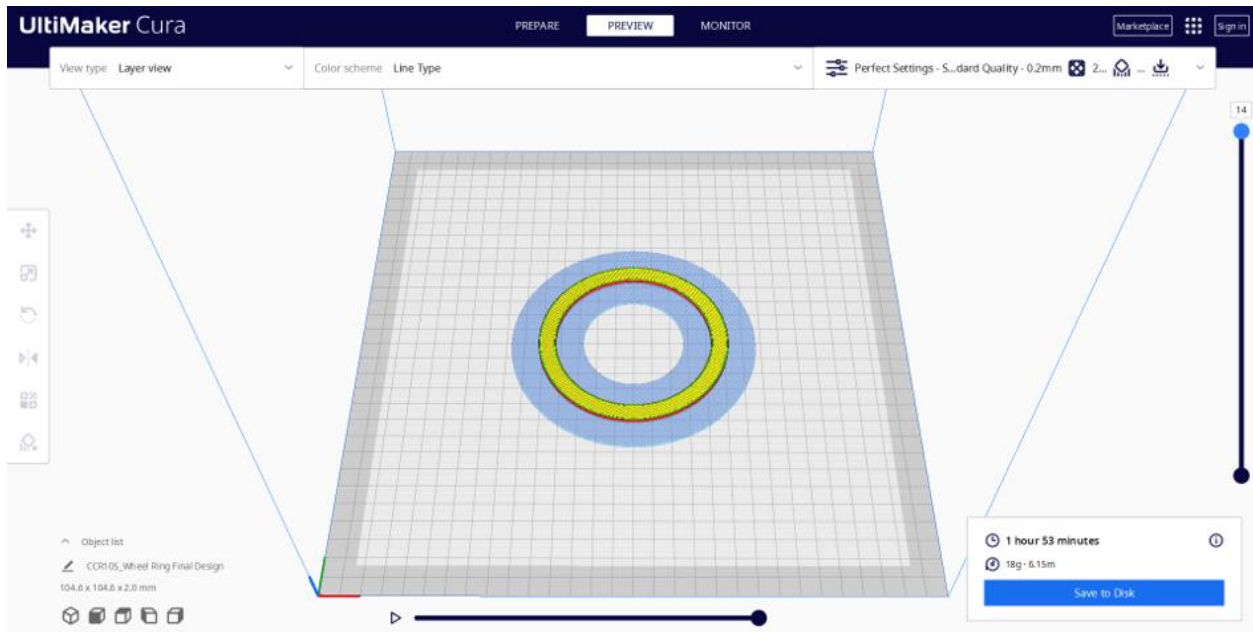 UltiMaker Cura
PREPARE PREVIEW MONITOR
Marketplace
Sign in
View type Layer view
Color scheme Line Type
Perfect Settings - S...dard Quality - 0.2mm 2... ...
14
Object list
CCR10S_Wheel Ring Final Design
104.6 x 104.6 x 2.0 mm
1 hour 53 minutes
18g · 6.15m
Save to Disk